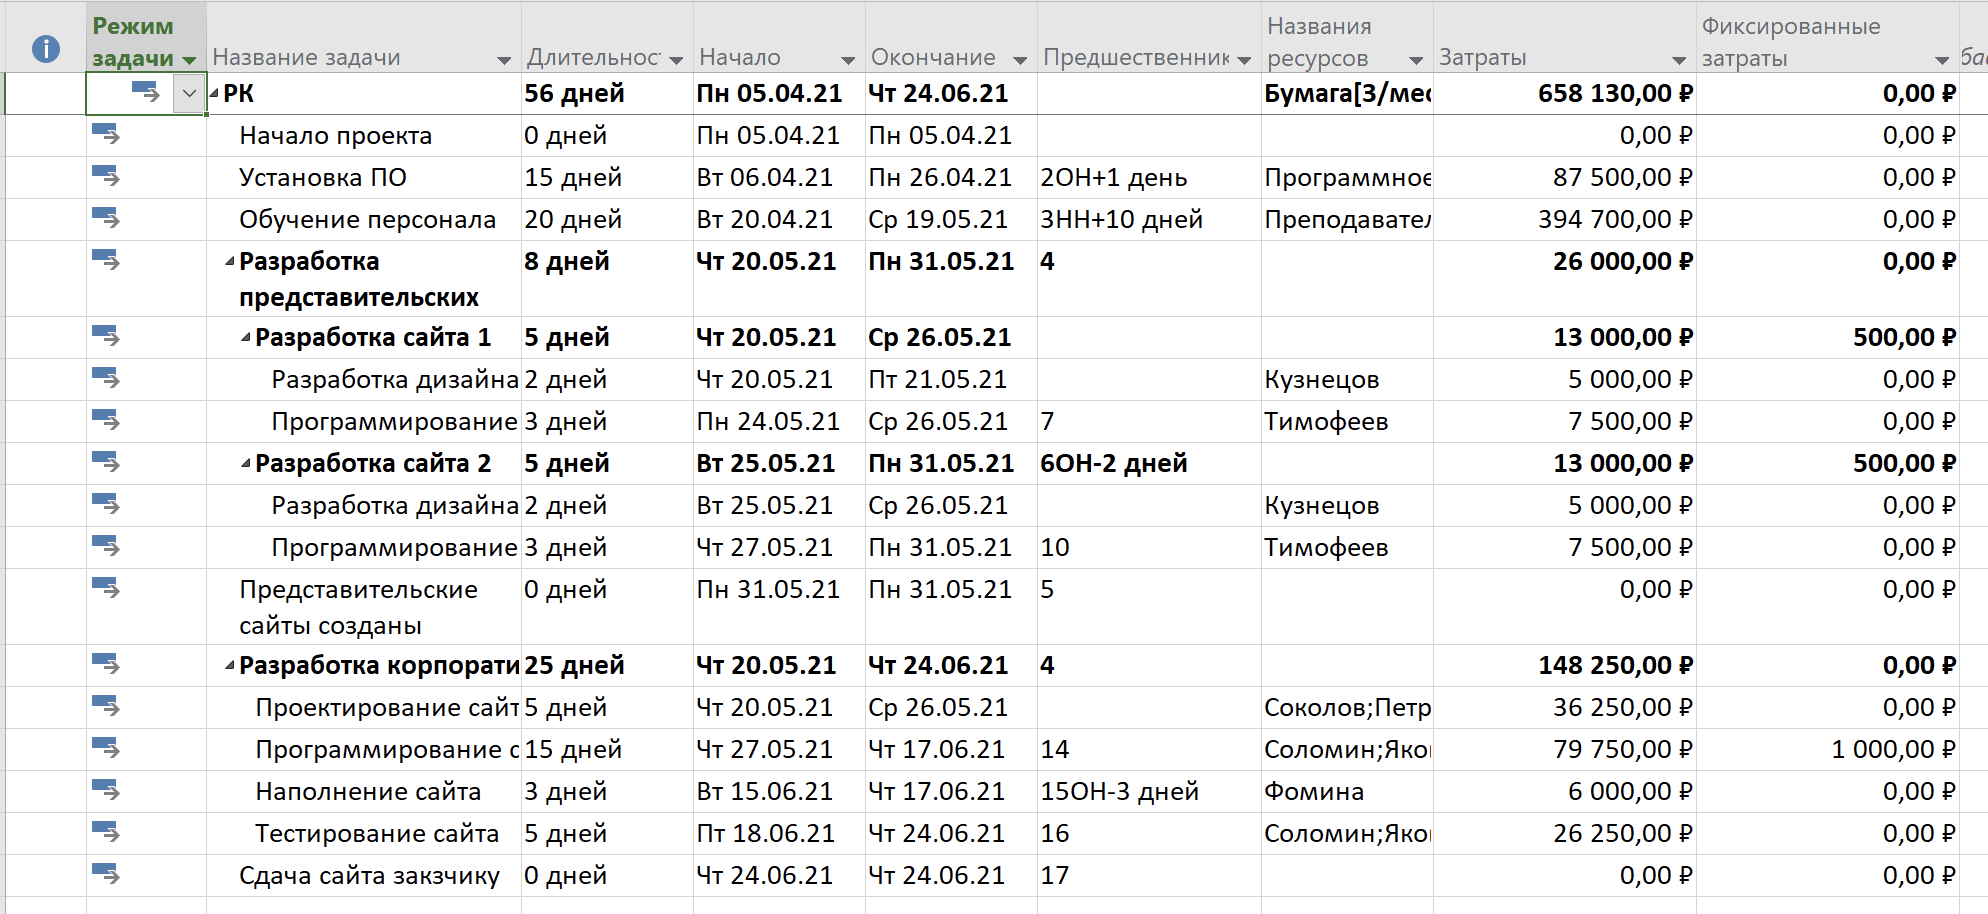 Режим задачи Название задачи Длительнос Начало Окончание Предшественник Названия ресурсов Затраты Фиксированные затраты
РК 56 дней Пн 05.04.21 Чт 24.06.21 Бумага[3/мес 658 130,00 ₽ 0,00 ₽
Начало проекта 0 дней Пн 05.04.21 Пн 05.04.21 0,00 ₽ 0,00 ₽
Установка ПО 15 дней Вт 06.04.21 Пн 26.04.21 2ОН+1 день Программное 87 500,00 ₽ 0,00 ₽
Обучение персонала 20 дней Вт 20.04.21 Ср 19.05.21 3НН+10 дней Преподавател 394 700,00 ₽ 0,00 ₽
Разработка представительских 8 дней Чт 20.05.21 Пн 31.05.21 4 26 000,00 ₽ 0,00 ₽
Разработка сайта 1 5 дней Чт 20.05.21 Ср 26.05.21 13 000,00 ₽ 500,00 ₽
Разработка дизайна 2 дней Чт 20.05.21 Пт 21.05.21 Кузнецов 5 000,00 ₽ 0,00 ₽
Программирование 3 дней Пн 24.05.21 Ср 26.05.21 7 Тимофеев 7 500,00 ₽ 0,00 ₽
Разработка сайта 2 5 дней Вт 25.05.21 Пн 31.05.21 6ОН-2 дней 13 000,00 ₽ 500,00 ₽
Разработка дизайна 2 дней Вт 25.05.21 Ср 26.05.21 Кузнецов 5 000,00 ₽ 0,00 ₽
Программирование 3 дней Чт 27.05.21 Пн 31.05.21 10 Тимофеев 7 500,00 ₽ 0,00 ₽
Представительские сайты созданы 0 дней Пн 31.05.21 Пн 31.05.21 5 0,00 ₽ 0,00 ₽
Разработка корпорати 25 дней Чт 20.05.21 Чт 24.06.21 4 148 250,00 ₽ 0,00 ₽
Проектирование сайт 5 дней Чт 20.05.21 Ср 26.05.21 Соколов;Петр 36 250,00 ₽ 0,00 ₽
Программирование с 15 дней Чт 27.05.21 Чт 17.06.21 14 Соломин;Яко 79 750,00 ₽ 1 000,00 ₽
Наполнение сайта 3 дней Вт 15.06.21 Чт 17.06.21 15ОН-3 дней Фомина 6 000,00 ₽ 0,00 ₽
Тестирование сайта 5 дней Пт 18.06.21 Чт 24.06.21 16 Соломин;Яко 26 250,00 ₽ 0,00 ₽
Сдача сайта закзчику 0 дней Чт 24.06.21 Чт 24.06.21 17 0,00 ₽ 0,00 ₽